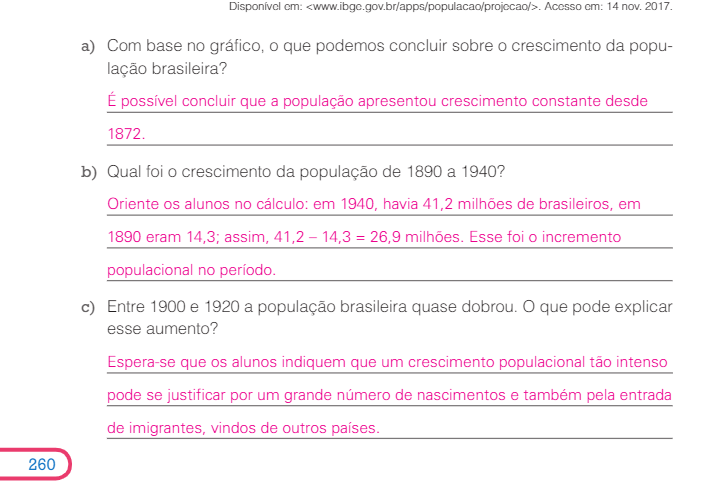 Disponível em: <www.ibge.gov.br/apps/populacao/projecao/>. Acesso em: 14 nov. 2017.
a) Com base no gráfico, o que podemos concluir sobre o crescimento da popu-
lação brasileira?
É possível concluir que a população apresentou crescimento constante desde
1872.
b) Qual foi o crescimento da população de 1890 a 1940?
Oriente os alunos no cálculo: em 1940, havia 41,2 milhões de brasileiros, em
1890 eram 14,3; assim, 41,2 – 14,3 = 26,9 milhões. Esse foi o incremento
populacional no período.
c) Entre 1900 e 1920 a população brasileira quase dobrou. O que pode explicar
esse aumento?
Espera-se que os alunos indiquem que um crescimento populacional tão intenso
pode se justificar por um grande número de nascimentos e também pela entrada
de imigrantes, vindos de outros países.
260